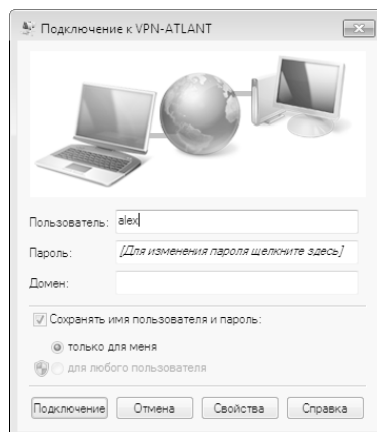 Подключение к VPN-ATLANT
Пользователь: alex
Пароль: [Для изменения пароля щелкните здесь]
Домен:
Сохранять имя пользователя и пароль:
только для меня
для любого пользователя
Подключение Отмена Свойства Справка